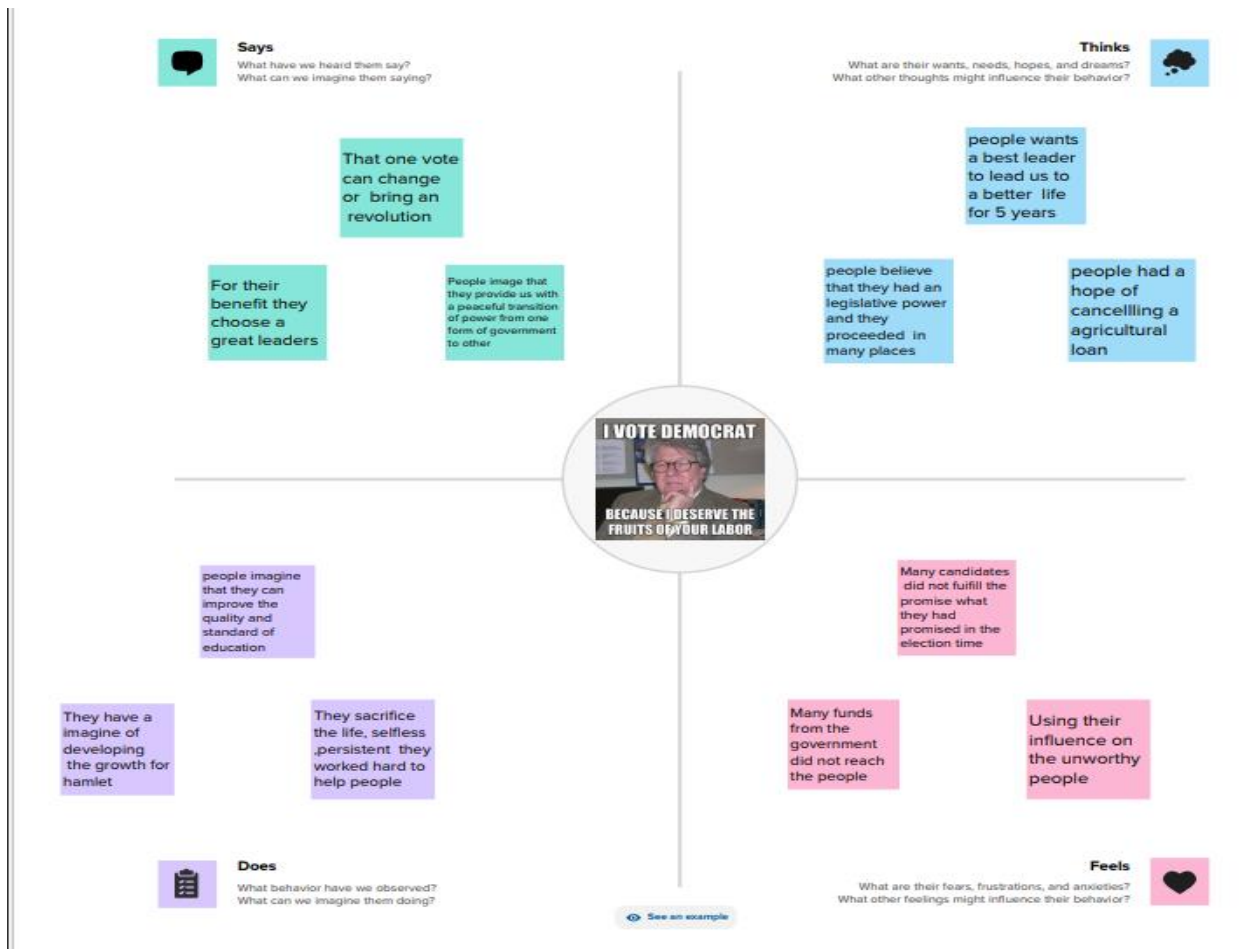 Says
What have we heard them say?
What can we imagine them saying?
That one vote
can change
or bring an
revolution
For their
benefit they
choose a
great leaders
People image that
they provide us with
a peaceful transition
of power from one
form of government
to other
Thinks
What are their wants, needs, hopes, and dreams?
What other thoughts might influence their behavior?
people wants
a best leader
to lead us to
a better life
for 5 years
people believe
that they had an
legislative power
and they
proceeded in
many places
people had a
hope of
cancellling a
agricultural
loan
I VOTE DEMOCRAT
BECAUSE I DESERVE THE
FRUITS OF YOUR LABOR
people imagine
that they can
improve the
quality and
standard of
education
They have a
imagine of
developing
the growth for
hamlet
They sacrifice
the life, selfless
,persistent they
worked hard to
help people
Does
What behavior have we observed?
What can we imagine them doing?
Many candidates
did not fulfill the
promise what
they had
promised in the
election time
Many funds
from the
government
did not reach
the people
Using their
influence on
the unworthy
people
Feels
What are their fears, frustrations, and anxieties?
What other feelings might influence their behavior?
See an example